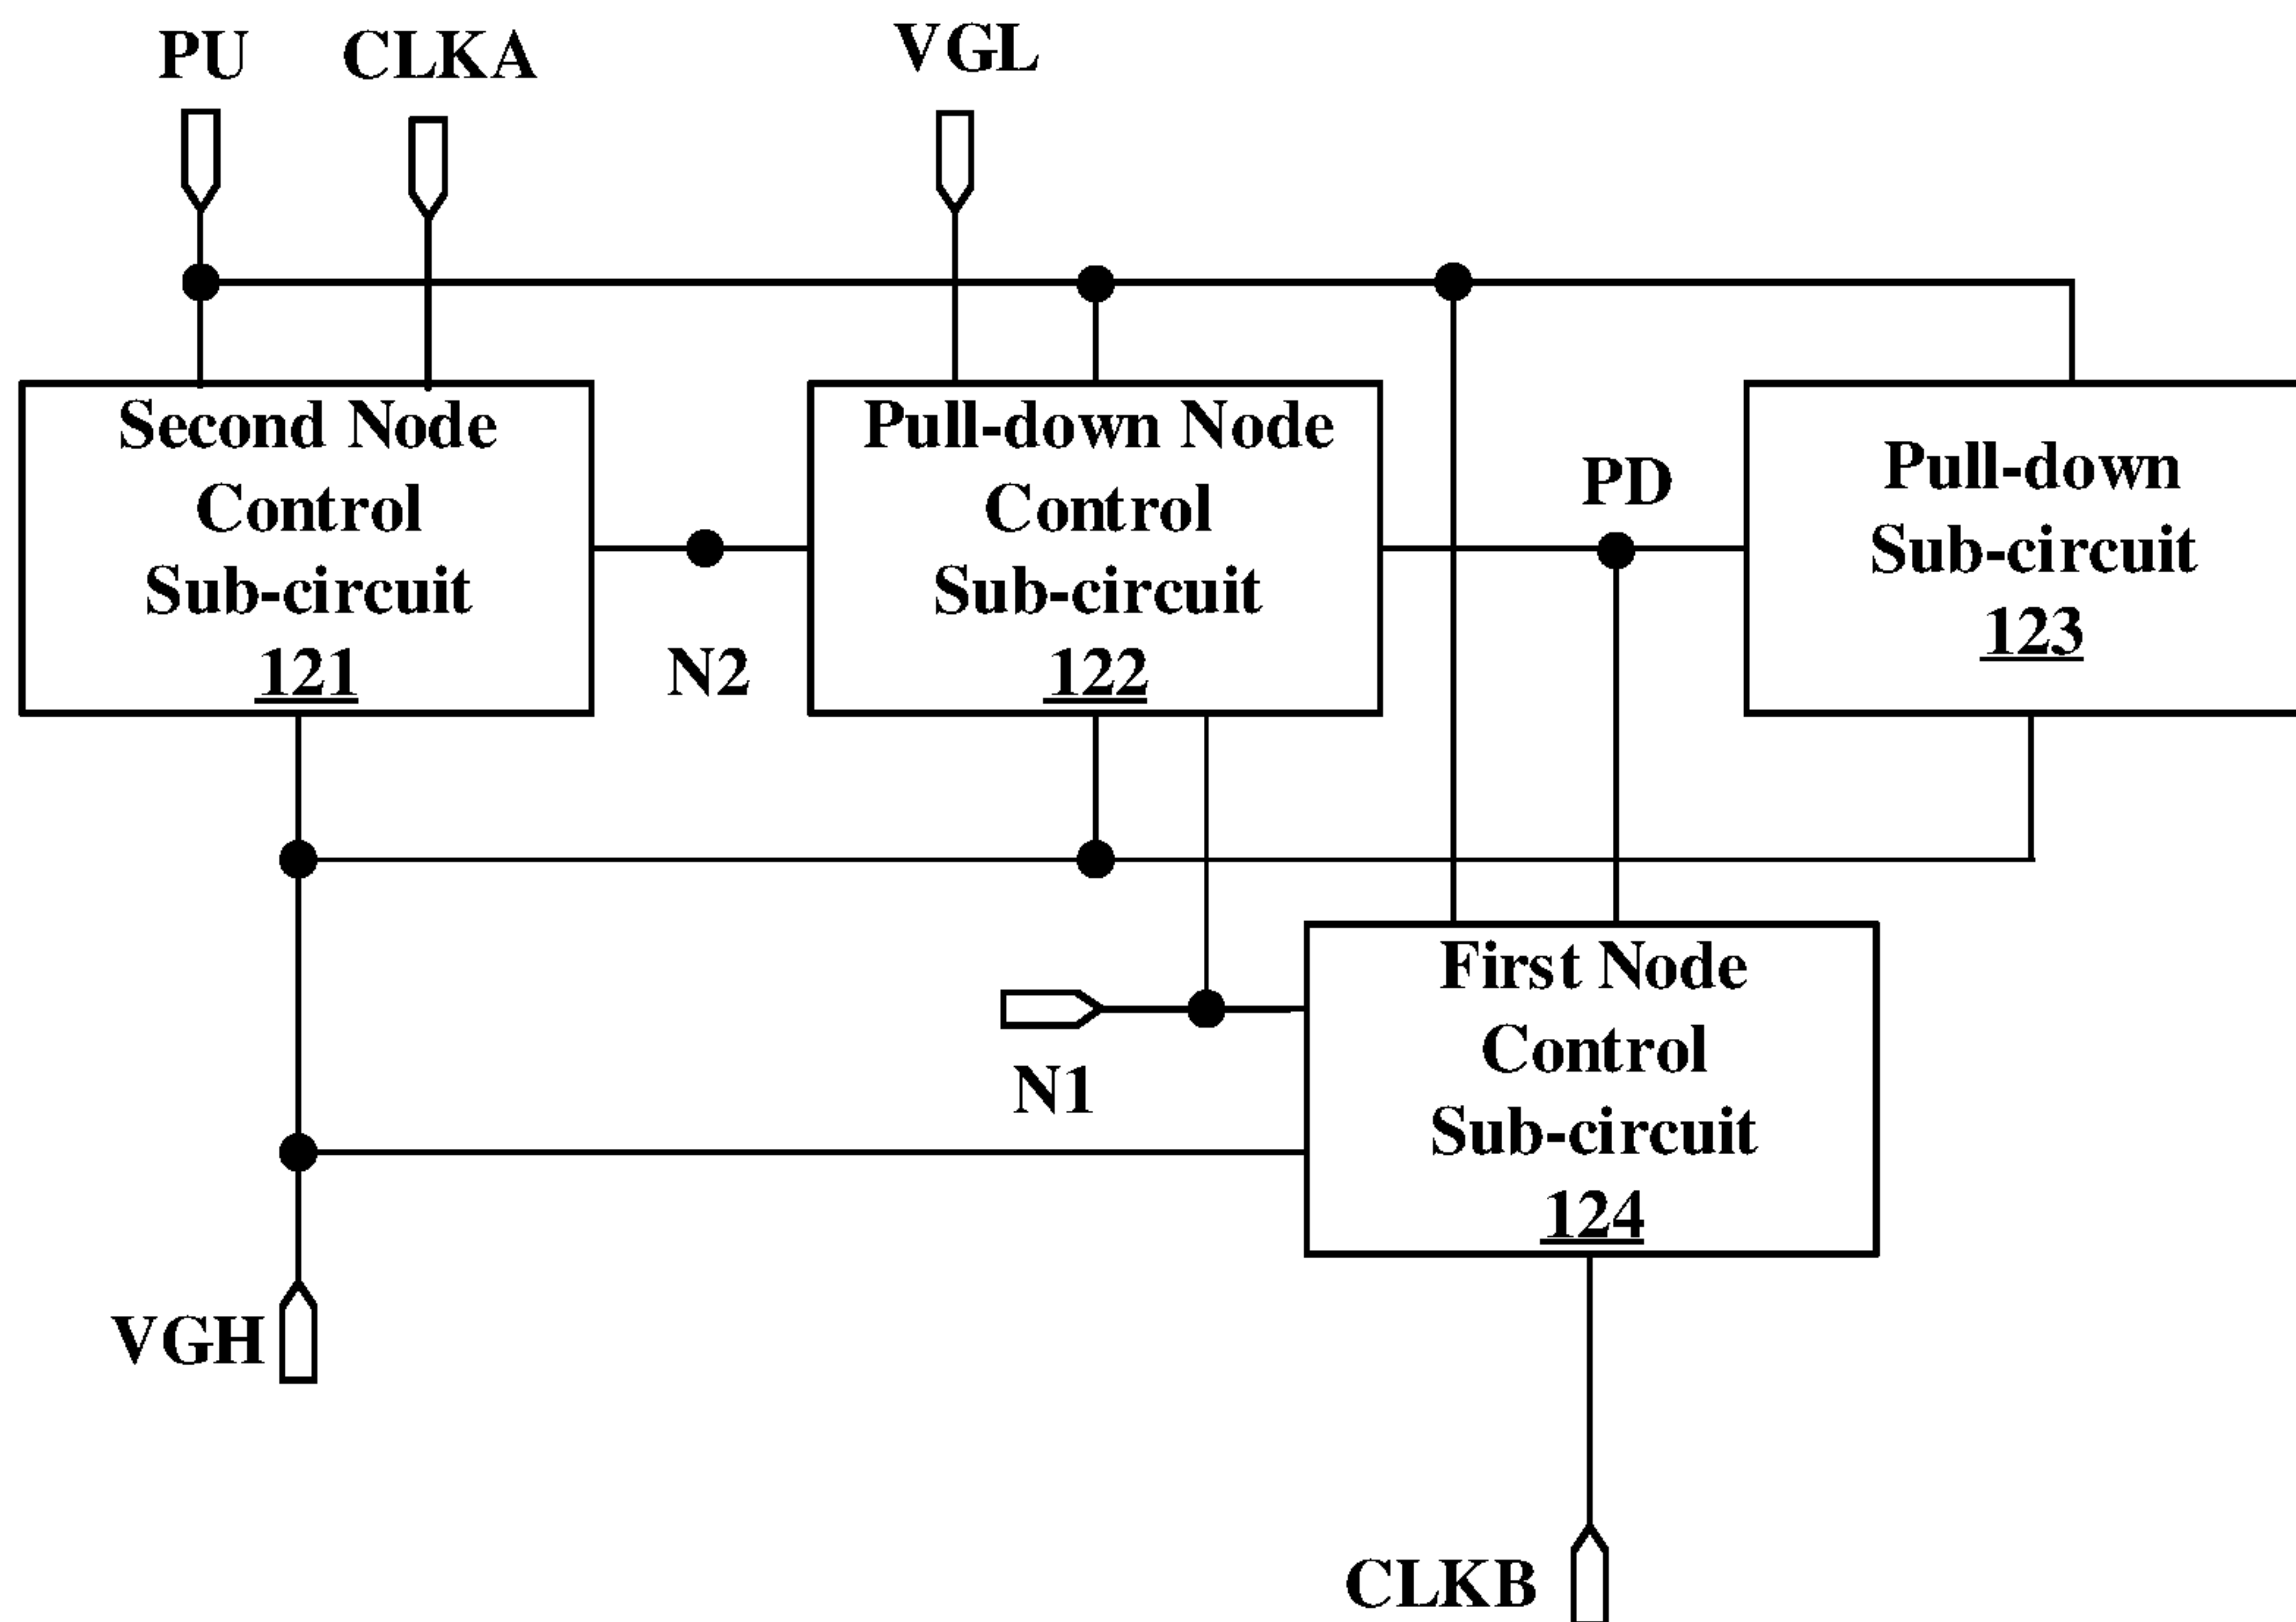 PU
CLKA
VGL
Second Node
Control
Sub-circuit
121
N2
Pull-down Node
Control
Sub-circuit
122
PD
Pull-down
Sub-circuit
123
N1
First Node
Control
Sub-circuit
124
VGH
CLKB